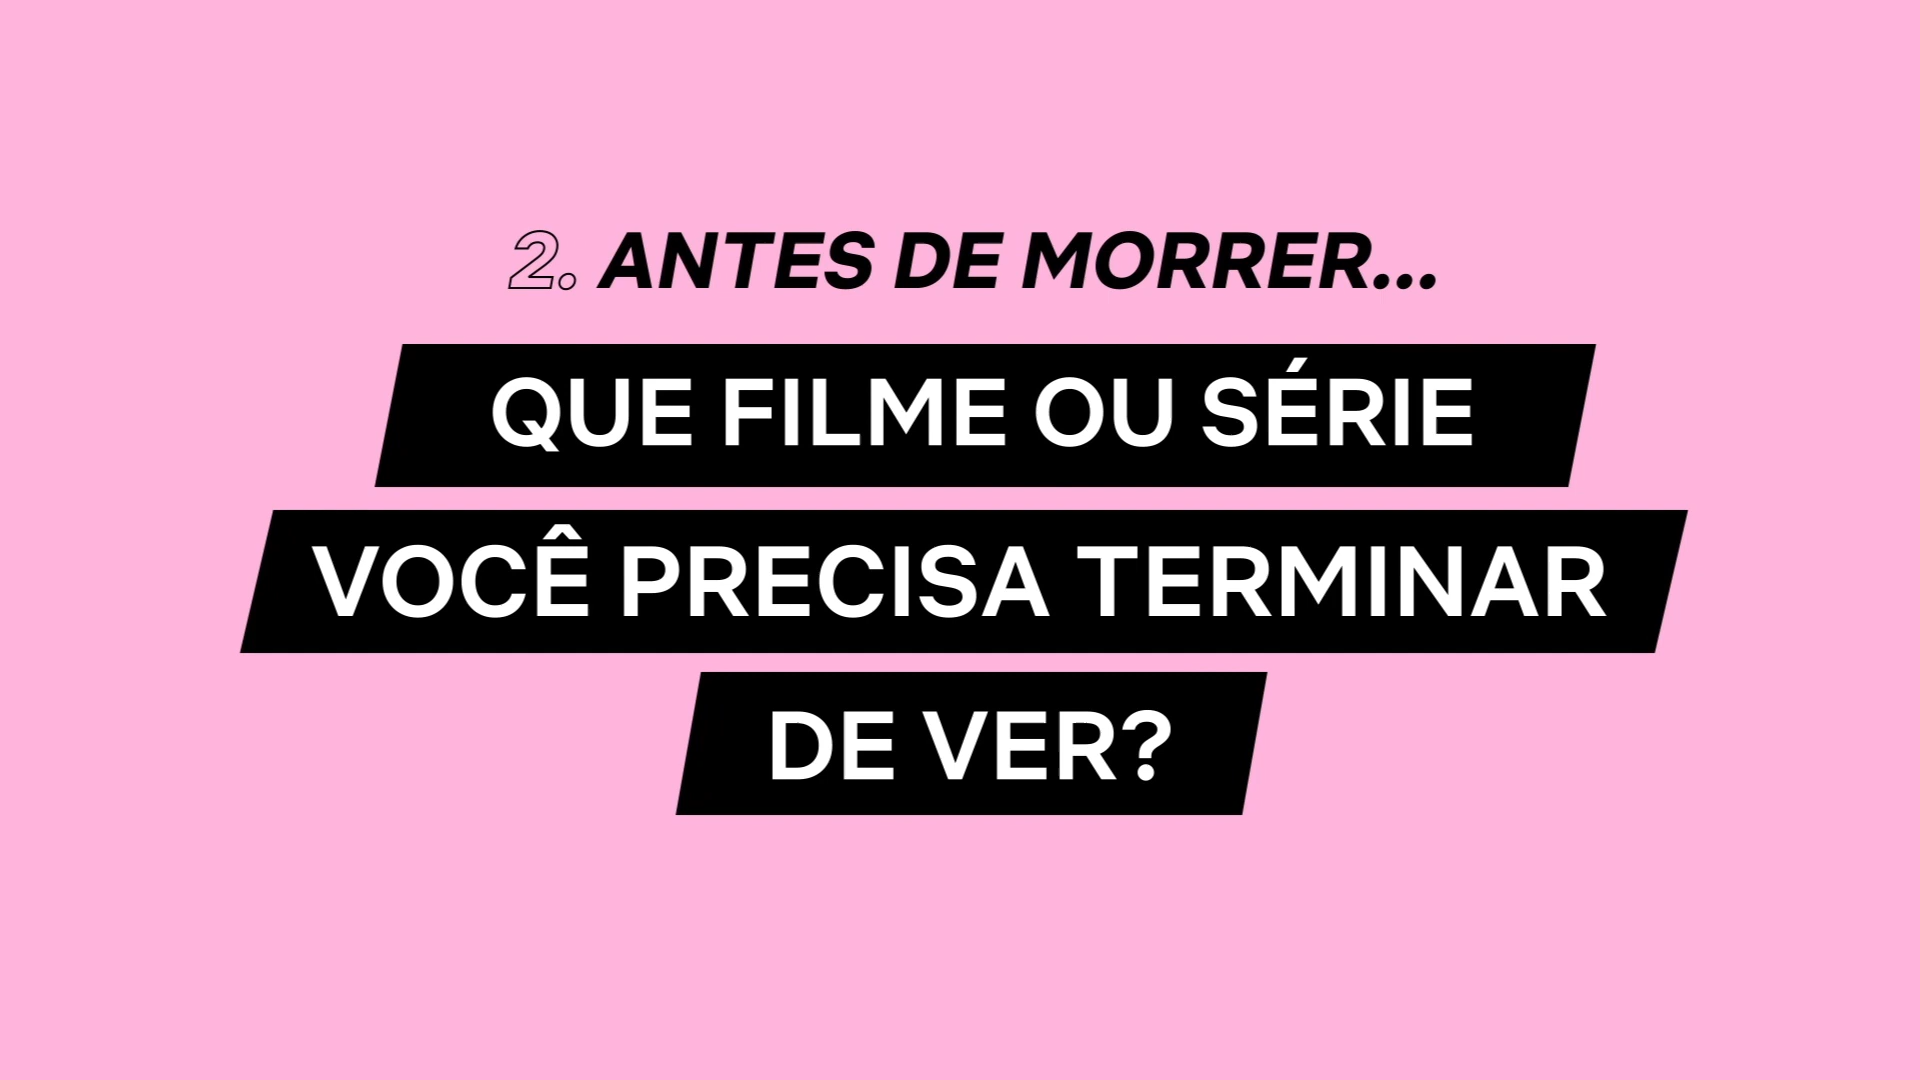 2. ANTES DE MORRER...
QUE FILME OU SÉRIE
VOCÊ PRECISA TERMINAR
DE VER?